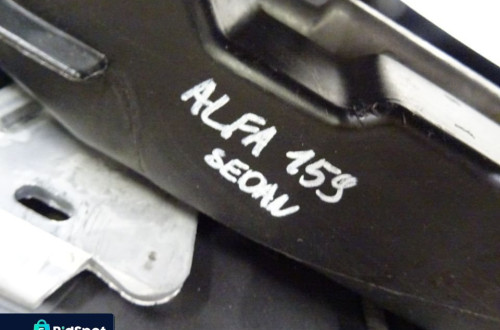 ALFA 159
SEDAN
BidSpot